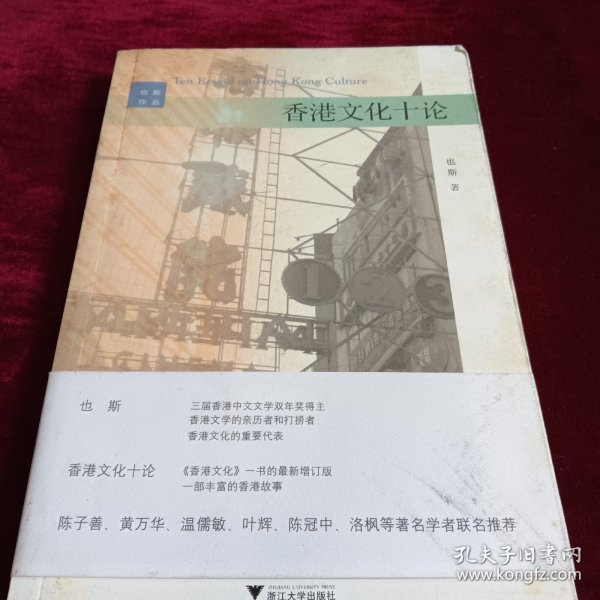 Ten Essays on Hong Kong Culture
也斯
作品
香港文化十论
也斯 著
1 2 3
也 斯
三届香港中文文学双年奖得主
香港文学的亲历者和打捞者
香港文化的重要代表
香港文化十论
《香港文化》一书的最新增订版
一部丰富的香港故事
陈子善、黄万华、温儒敏、叶辉、陈冠中、洛枫等著名学者联名推荐
ZHEJIANG UNIVERSITY PRESS
浙江大学出版社
孔夫子旧书网
www.kongfz.com